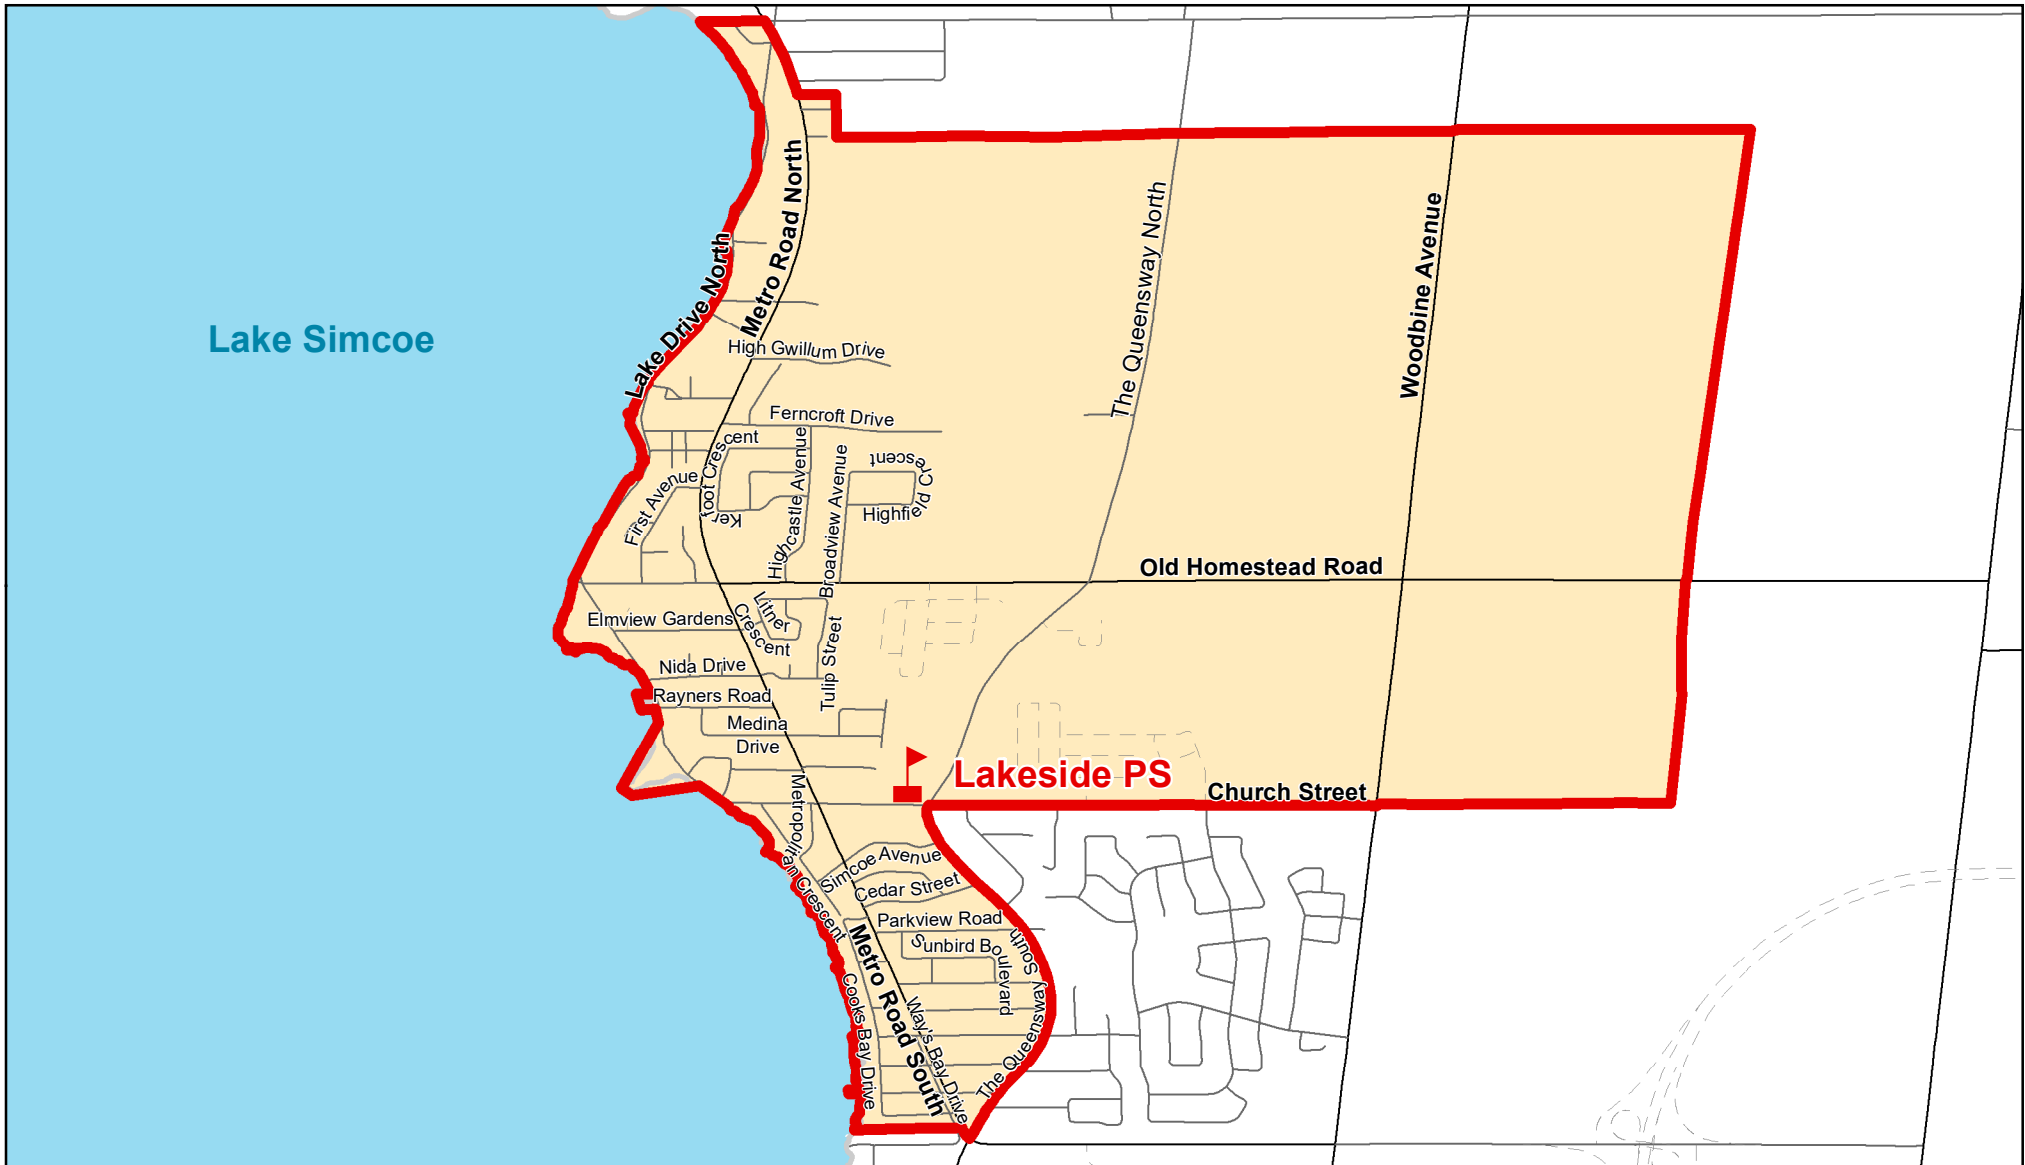 Lake Simcoe
Lake Drive North
Metro Road North
The Queensway North
Woodbine Avenue
High Gwillum Drive
Ferncroft Drive
Kerfoot Crescent
First Avenue
Highcastle Avenue
Broadview Avenue
Highfield Crescent
Old Homestead Road
Elmview Gardens
Litner
Crescent
Nida Drive
Tulip Street
Rayners Road
Medina
Drive
Lakeside PS
Church Street
Metropolitan Crescent
Simcoe Avenue
Cedar Street
Parkview Road
Sunbird Boulevard
The Queensway South
Metro Road South
Cooks Bay Drive
Way's Bay Drive